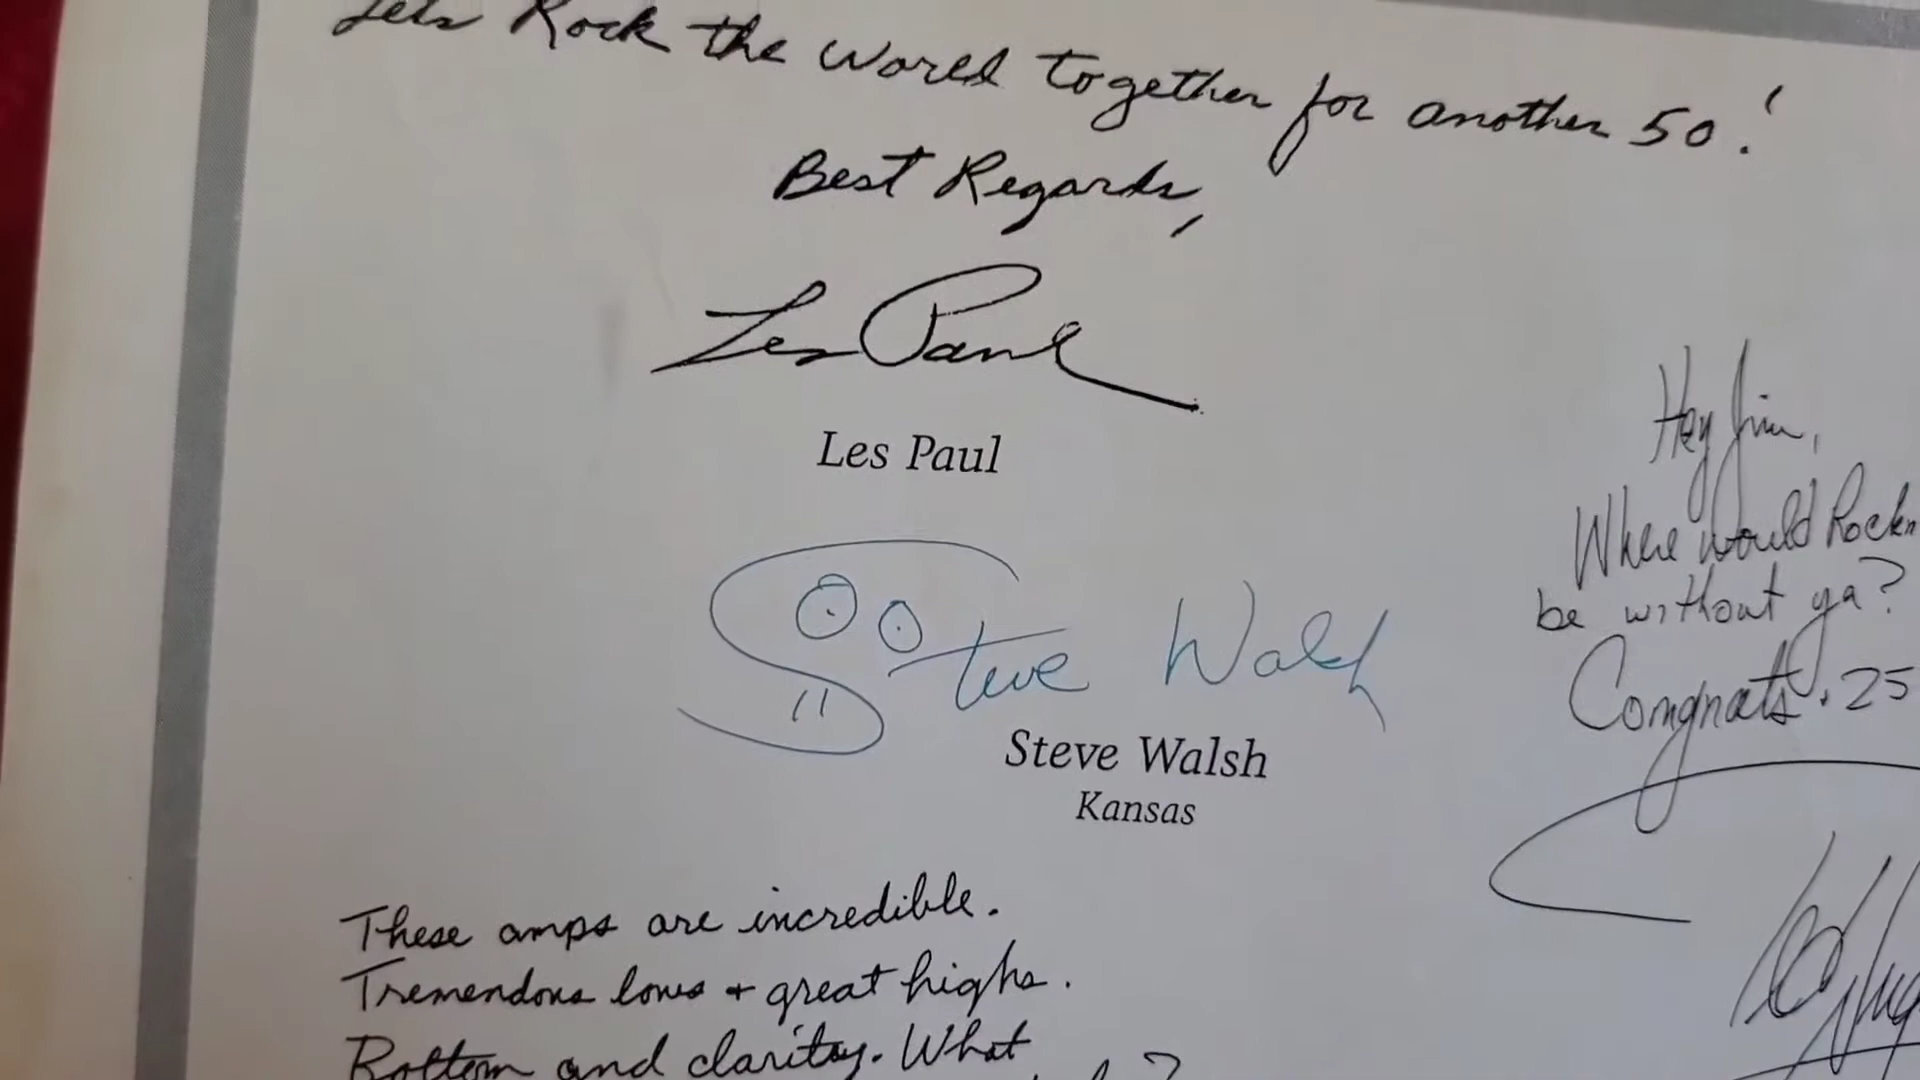 Lets Rock the World together for another 50!
Best Regards,
Les Paul
Les Paul
Steve Walsh
Steve Walsh
Kansas
These amps are incredible.
Tremendous lows + great highs.
Bottom and clarity. What
Hey Jim,
Where would Rockn
be without ya?
Congrats. 25